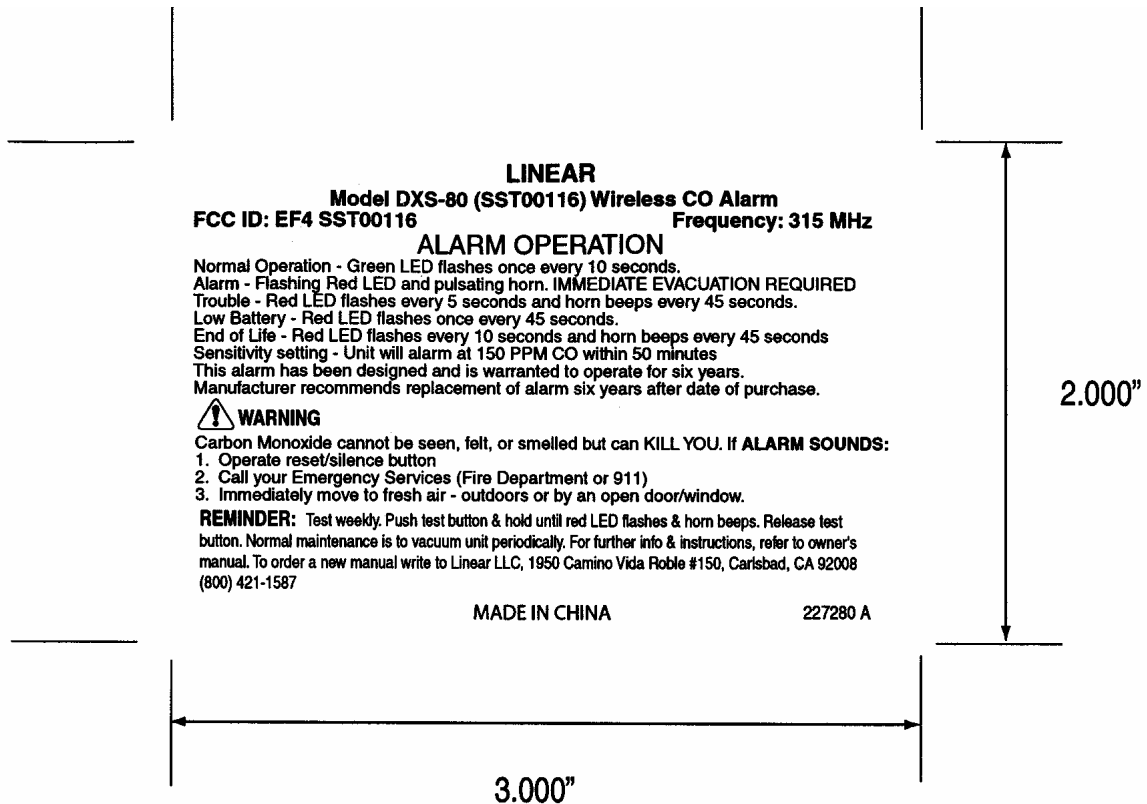 LINEAR
Model DXS-80 (SST00116) Wireless CO Alarm
FCC ID: EF4 SST00116 Frequency: 315 MHz
ALARM OPERATION
Normal Operation - Green LED flashes once every 10 seconds.
Alarm - Flashing Red LED and pulsating horn. IMMEDIATE EVACUATION REQUIRED
Trouble - Red LED flashes every 5 seconds and horn beeps every 45 seconds.
Low Battery - Red LED flashes once every 45 seconds.
End of Life - Red LED flashes every 10 seconds and horn beeps every 45 seconds
Sensitivity setting - Unit will alarm at 150 PPM CO within 50 minutes
This alarm has been designed and is warranted to operate for six years.
Manufacturer recommends replacement of alarm six years after date of purchase.
WARNING
Carbon Monoxide cannot be seen, felt, or smelled but can KILL YOU. If ALARM SOUNDS:
1. Operate reset/silence button
2. Call your Emergency Services (Fire Department or 911)
3. Immediately move to fresh air - outdoors or by an open door/window.
REMINDER: Test weekly. Push test button & hold until red LED flashes & horn beeps. Release test
button. Normal maintenance is to vacuum unit periodically. For further info & instructions, refer to owner's
manual. To order a new manual write to Linear LLC, 1950 Camino Vida Roble #150, Carlsbad, CA 92008
(800) 421-1587
MADE IN CHINA 227280 A
2.000"
3.000"